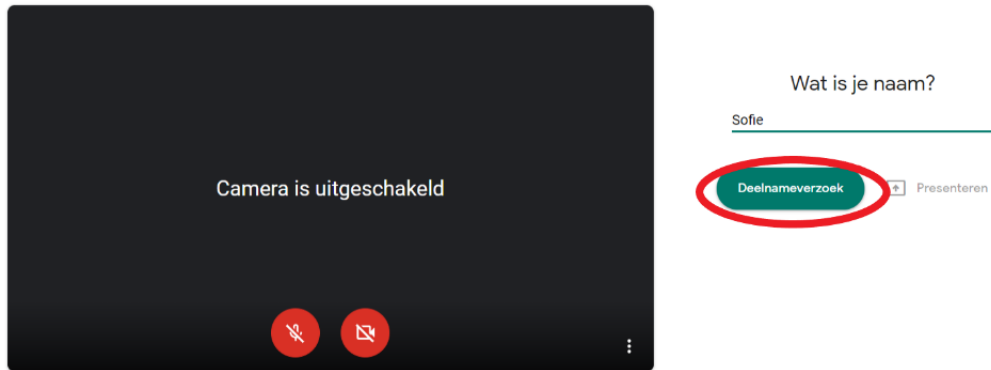 Camera is uitgeschakeld
Wat is je naam?
Sofie
Deelnameverzoek
Presenteren